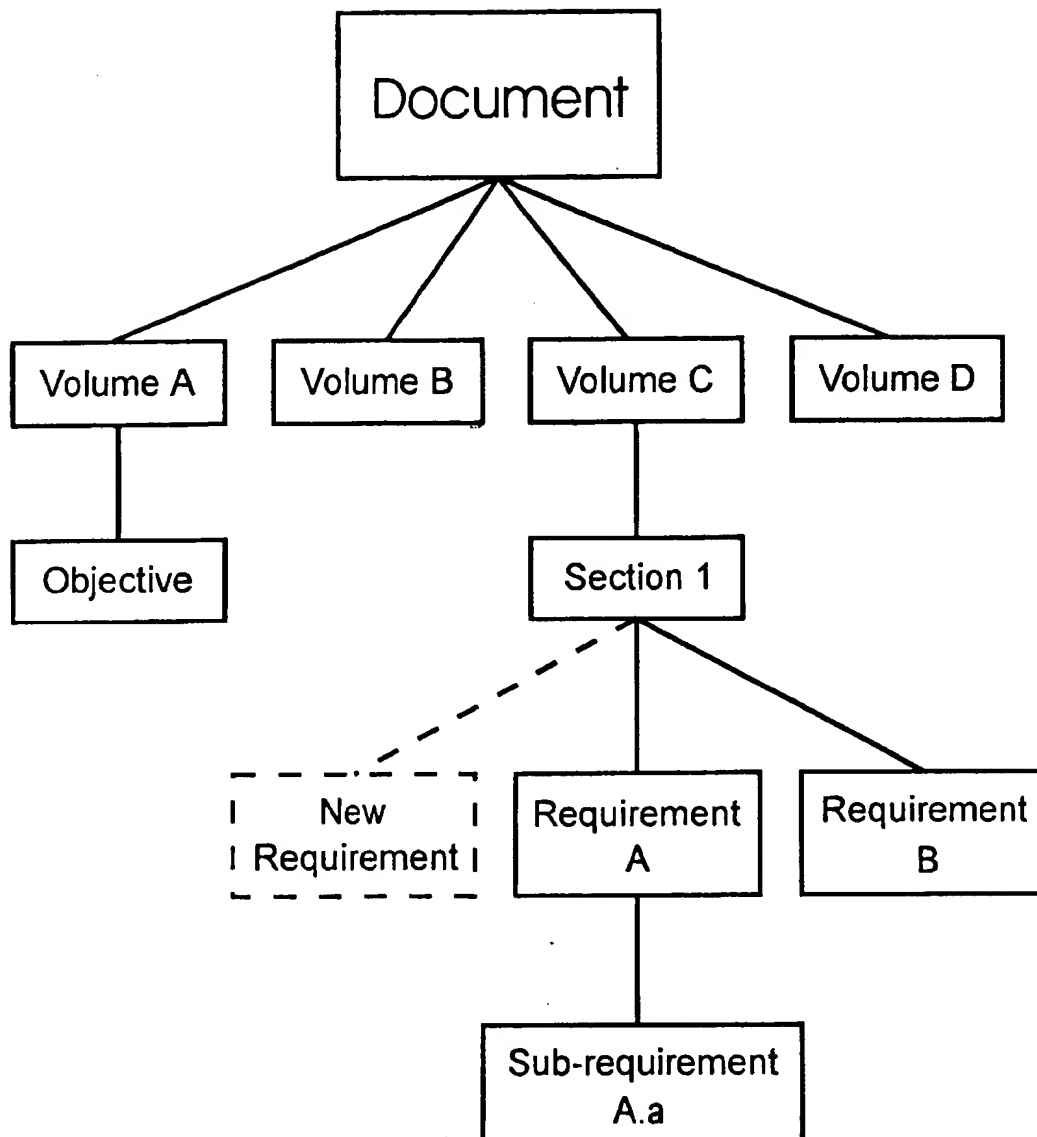 Document
Volume A
Volume B
Volume C
Volume D
Objective
Section 1
New
Requirement
Requirement
A
Requirement
B
Sub-requirement
A.a